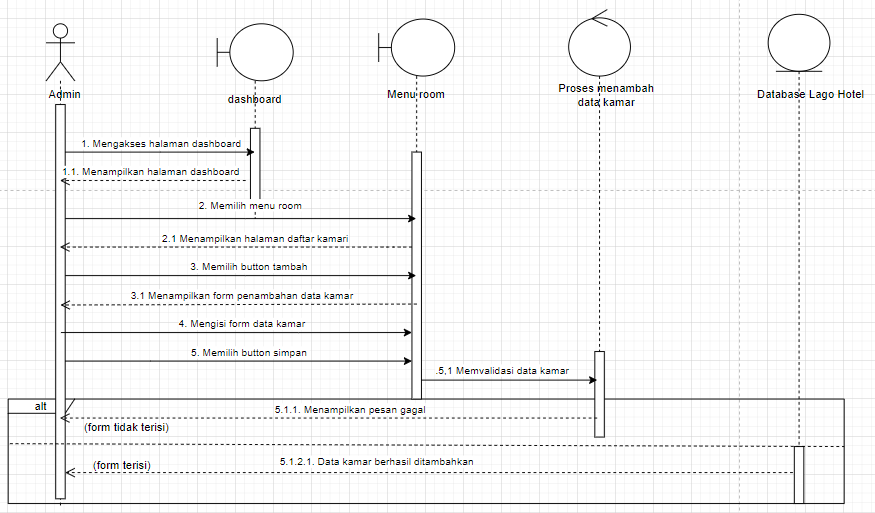 Admin
dashboard
Menu room
Proses menambah
data kamar
Database Lago Hotel
1. Mengakses halaman dashboard
1.1. Menampilkan halaman dashboard
2. Memilih menu room
2.1 Menampilkan halaman daftar kamari
3. Memilih button tambah
3.1 Menampilkan form penambahan data kamar
4. Mengisi form data kamar
5. Memilih button simpan
.5,1 Memvalidasi data kamar
alt
5.1.1. Menampilkan pesan gagal
(form tidak terisi)
(form terisi)
5.1.2.1. Data kamar berhasil ditambahkan